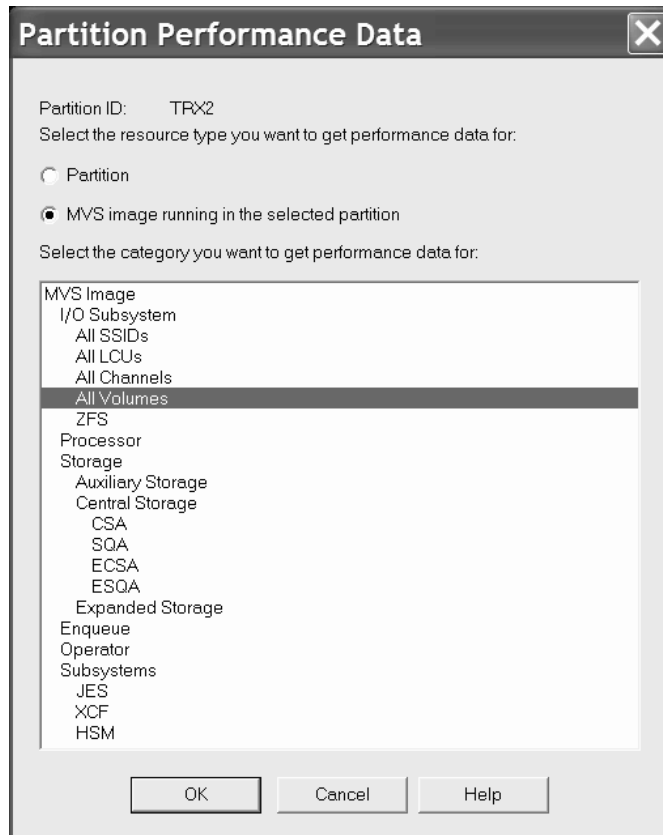 Partition Performance Data
Partition ID: TRX2
Select the resource type you want to get performance data for:
Partition
MVS image running in the selected partition
Select the category you want to get performance data for:
MVS Image
I/O Subsystem
All SSIDs
All LCUs
All Channels
All Volumes
ZFS
Processor
Storage
Auxiliary Storage
Central Storage
CSA
SQA
ECSA
ESQA
Expanded Storage
Enqueue
Operator
Subsystems
JES
XCF
HSM
OK Cancel Help